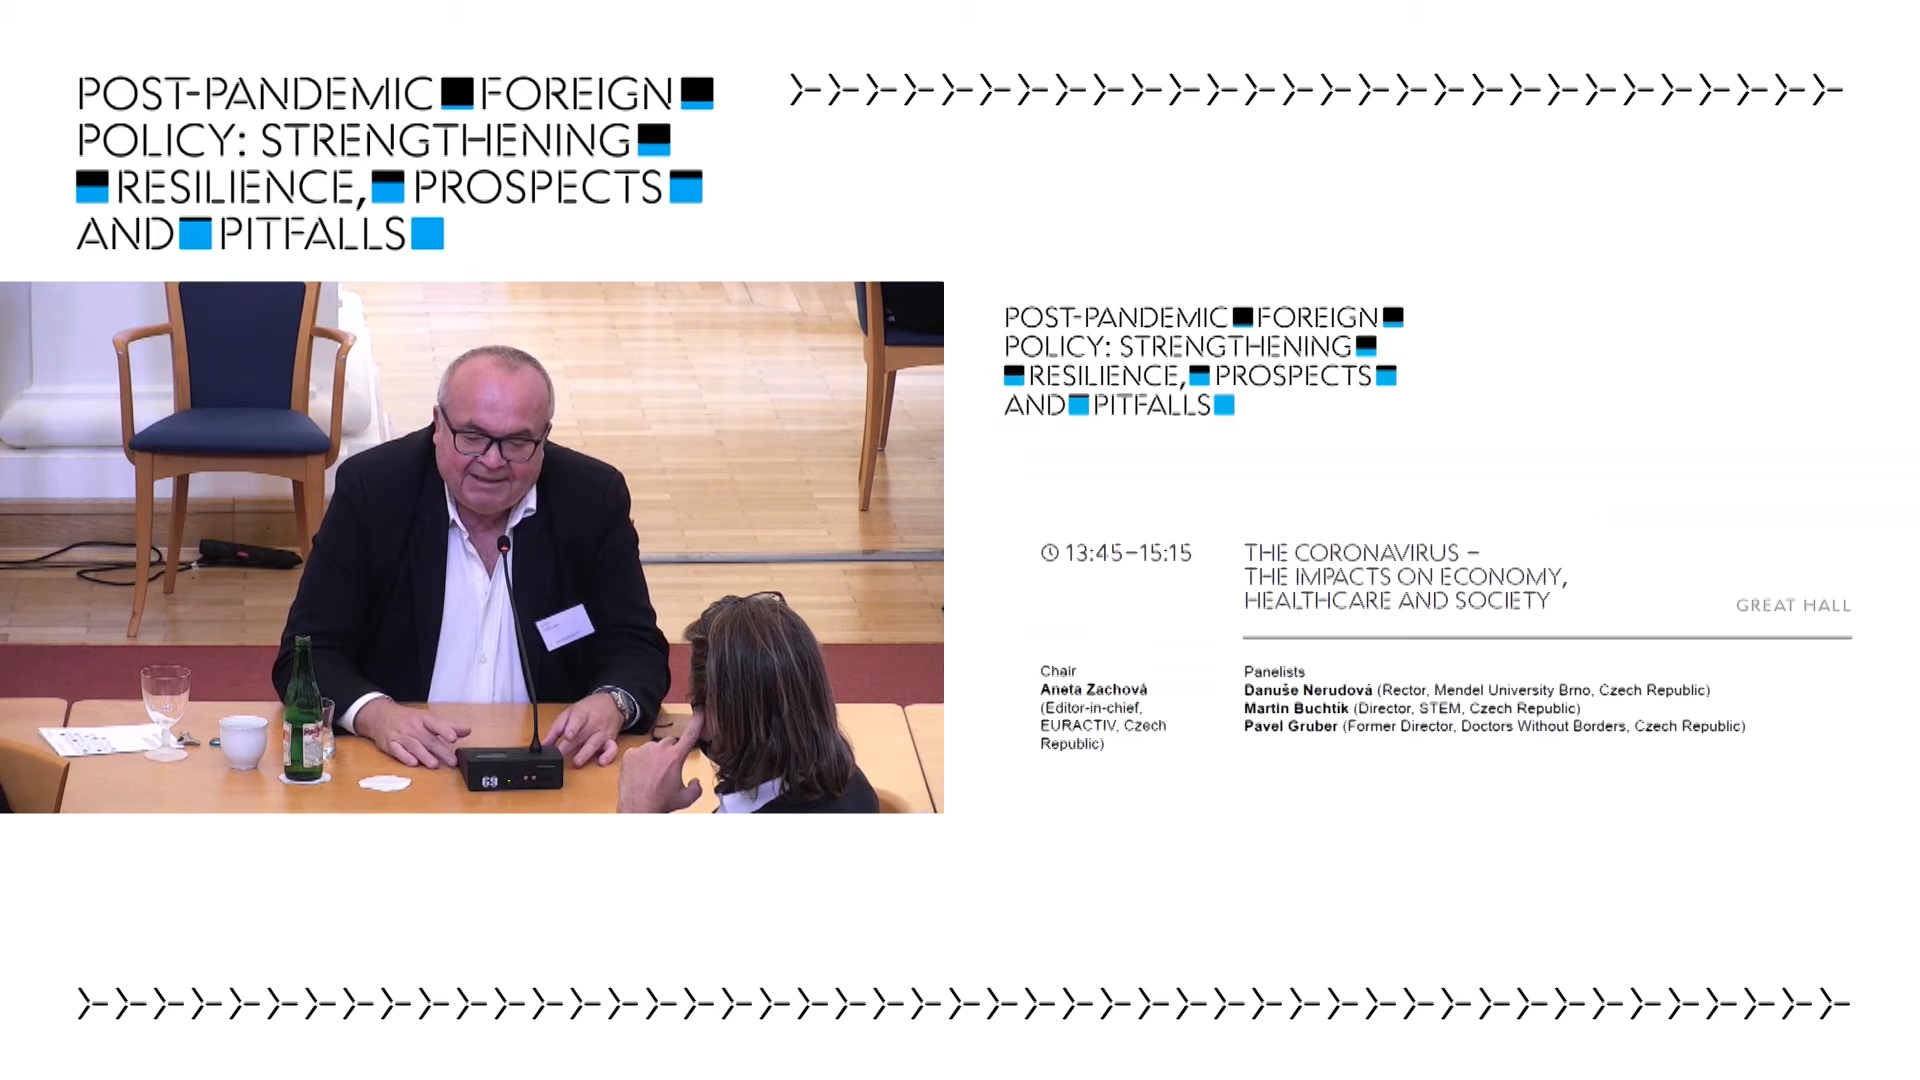 POST-PANDEMIC FOREIGN
POLICY: STRENGTHENING
RESILIENCE, PROSPECTS
AND PITFALLS
POST-PANDEMIC FOREIGN
POLICY: STRENGTHENING
RESILIENCE, PROSPECTS
AND PITFALLS
13:45–15:15
THE CORONAVIRUS –
THE IMPACTS ON ECONOMY,
HEALTHCARE AND SOCIETY
GREAT HALL
Chair
Aneta Zachová
(Editor-in-chief,
EURACTIV, Czech
Republic)
Panelists
Danuše Nerudová (Rector, Mendel University Brno, Czech Republic)
Martin Buchtík (Director, STEM, Czech Republic)
Pavel Gruber (Former Director, Doctors Without Borders, Czech Republic)
69